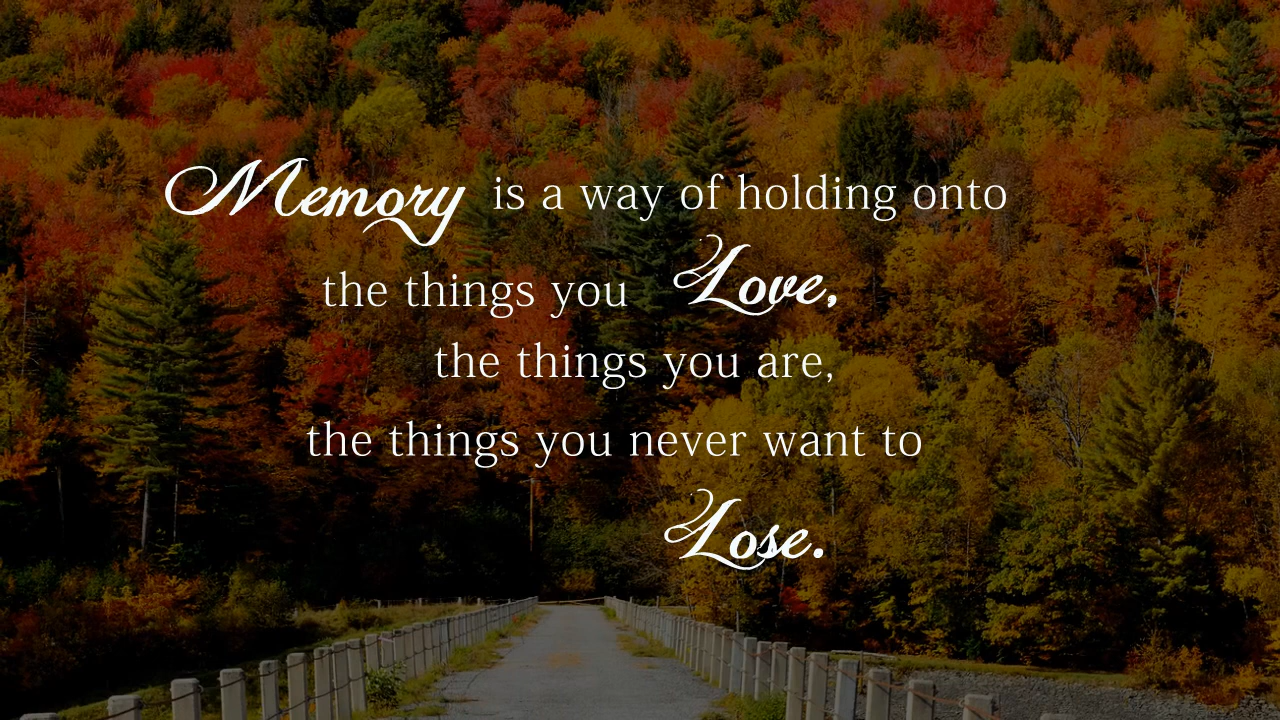 Memory is a way of holding onto
the things you Love,
the things you are,
the things you never want to
Lose.